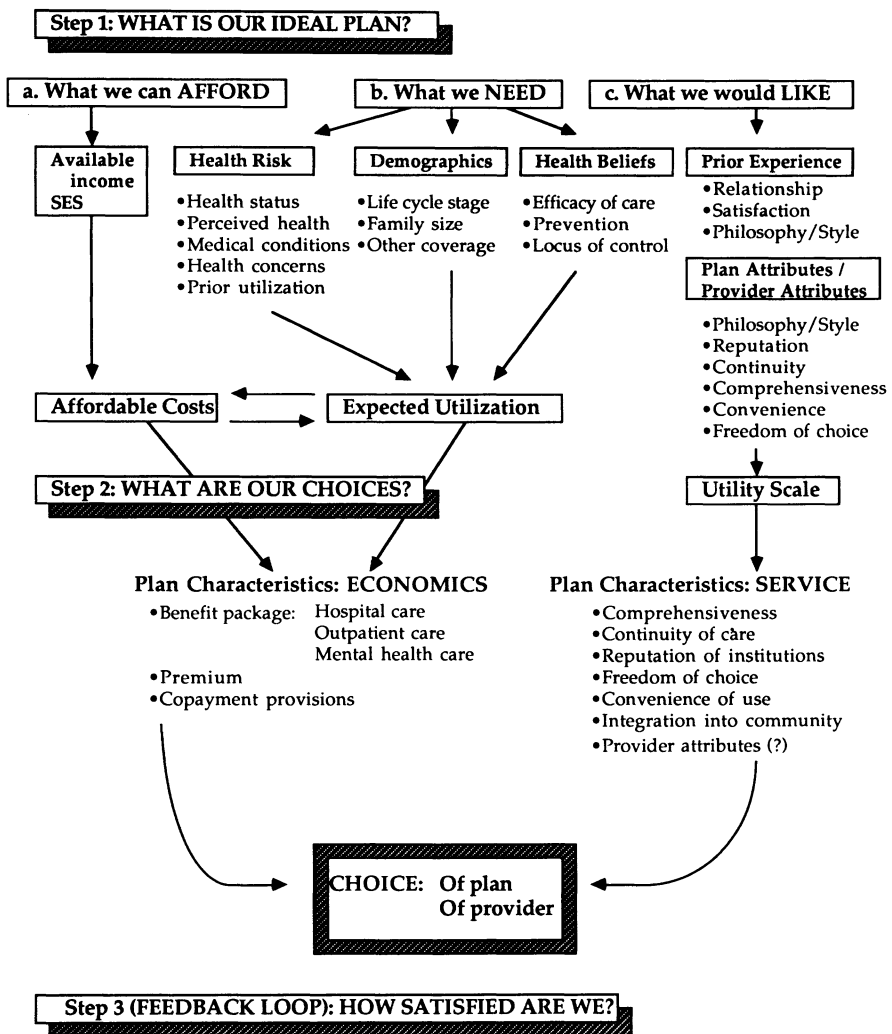 Step 1: WHAT IS OUR IDEAL PLAN?
a. What we can AFFORD
b. What we NEED
c. What we would LIKE
Available
income
SES
Health Risk
•Health status
•Perceived health
•Medical conditions
•Health concerns
•Prior utilization
Demographics
•Life cycle stage
•Family size
•Other coverage
Health Beliefs
•Efficacy of care
•Prevention
•Locus of control
Prior Experience
•Relationship
•Satisfaction
•Philosophy/Style
Plan Attributes /
Provider Attributes
•Philosophy/Style
•Reputation
•Continuity
•Comprehensiveness
•Convenience
•Freedom of choice
Affordable Costs
Expected Utilization
Utility Scale
Step 2: WHAT ARE OUR CHOICES?
Plan Characteristics: ECONOMICS
•Benefit package: Hospital care
Outpatient care
Mental health care
•Premium
•Copayment provisions
Plan Characteristics: SERVICE
•Comprehensiveness
•Continuity of care
•Reputation of institutions
•Freedom of choice
•Convenience of use
•Integration into community
•Provider attributes (?)
CHOICE: Of plan
Of provider
Step 3 (FEEDBACK LOOP): HOW SATISFIED ARE WE?